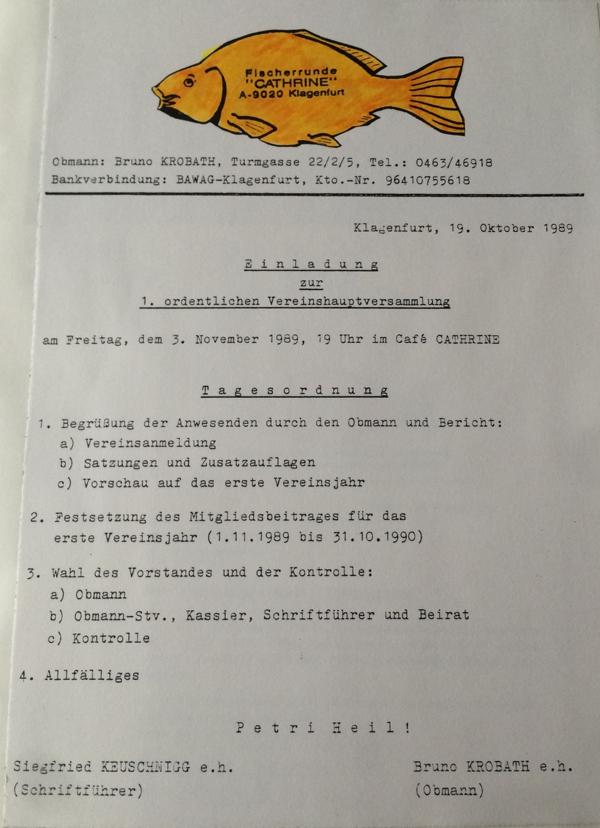 Fischerrunde
"CATHRINE"
A-9020 Klagenfurt
Obmann: Bruno KROBATH, Turmgasse 22/2/5, Tel.: 0463/46918
Bankverbindung: BAWAG-Klagenfurt, Kto.-Nr. 96410755618
Klagenfurt, 19. Oktober 1989
E i n l a d u n g
zur
1. ordentlichen Vereinshauptversammlung
am Freitag, dem 3. November 1989, 19 Uhr im Café CATHRINE
T a g e s o r d n u n g
1. Begrüßung der Anwesenden durch den Obmann und Bericht:
a) Vereinsanmeldung
b) Satzungen und Zusatzauflagen
c) Vorschau auf das erste Vereinsjahr
2. Festsetzung des Mitgliedsbeitrages für das
erste Vereinsjahr (1.11.1989 bis 31.10.1990)
3. Wahl des Vorstandes und der Kontrolle:
a) Obmann
b) Obmann-Stv., Kassier, Schriftführer und Beirat
c) Kontrolle
4. Allfälliges
P e t r i H e i l !
Siegfried KEUSCHNIGG e.h. Bruno KROBATH e.h.
(Schriftführer) (Obmann)